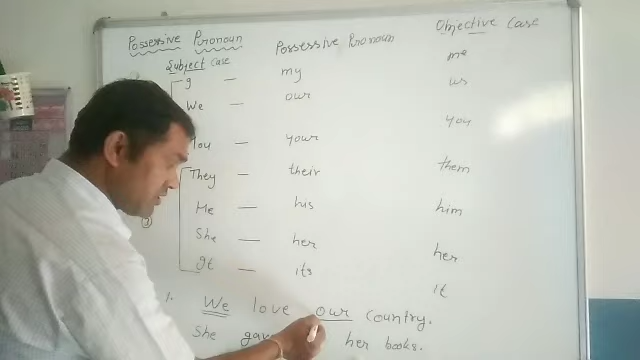 Possessive Pronoun Possessive Pronoun Objective Case
Subject Case
I — my me
We — our us
You — your you
They — their them
He — his him
She — her her
It — its it
1. We love our country.
She gave her books.